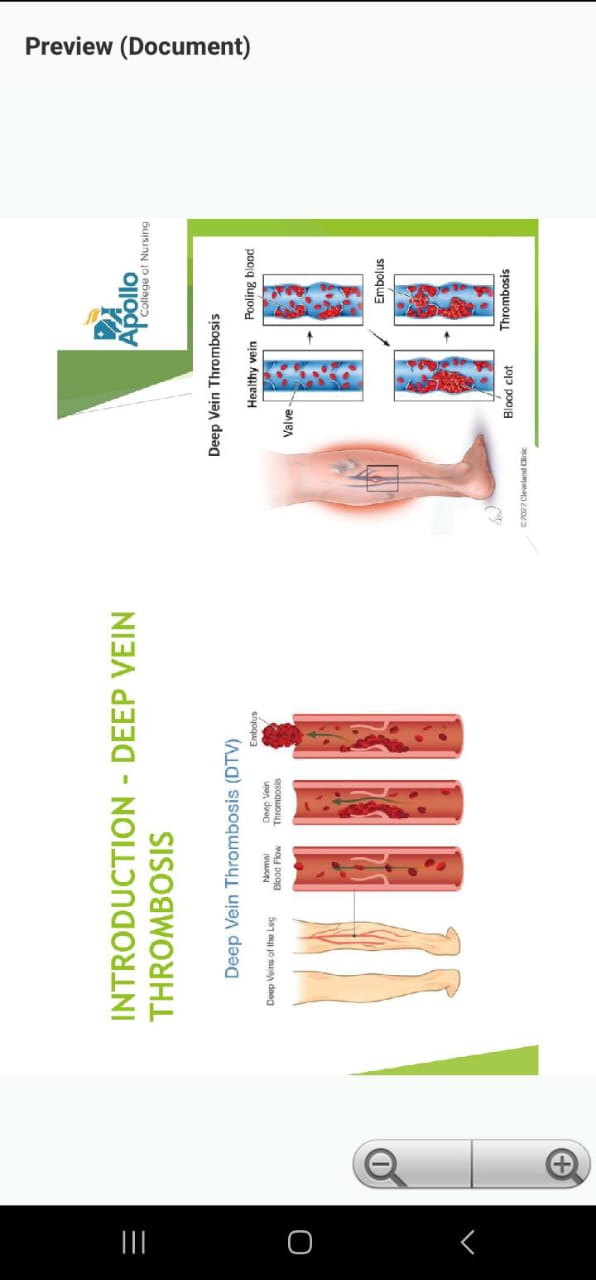 INTRODUCTION - DEEP VEIN
THROMBOSIS
Apollo
College of Nursing
Deep Vein Thrombosis (DTV)
Deep Veins of the Leg
Normal
Blood Flow
Deep Vein
Thrombosis
Embolus
Deep Vein Thrombosis
Healthy vein
Pooling blood
Valve
Embolus
Blood clot
Thrombosis
©2022 Cleveland Clinic
Preview (Document)